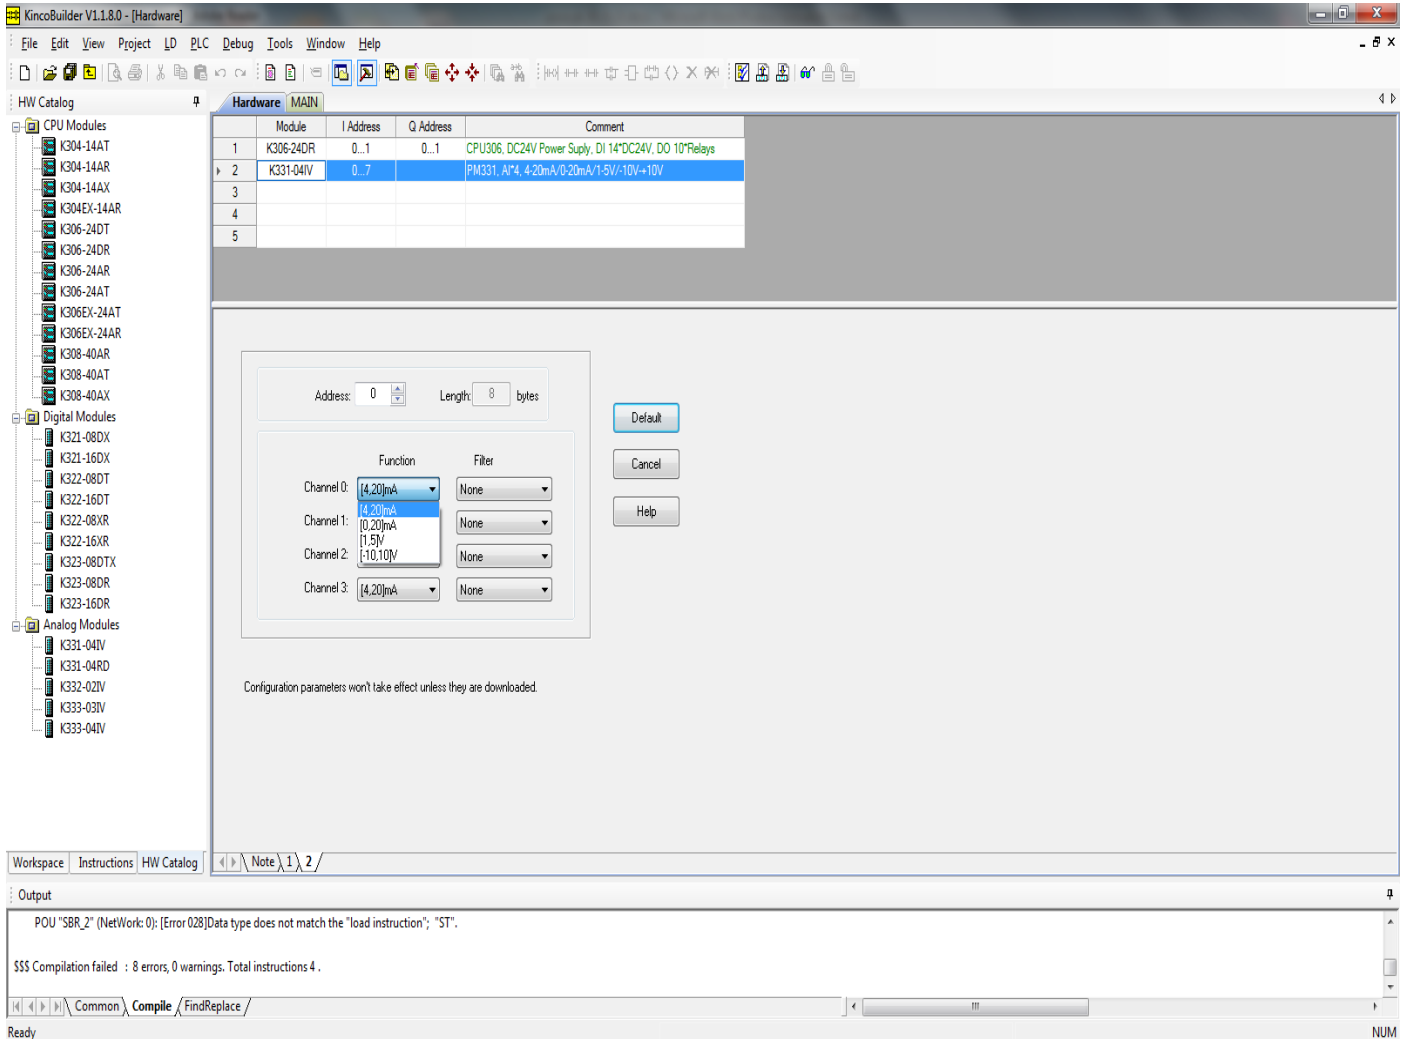 KincoBuilder V1.1.8.0 - [Hardware]
File Edit View Project LD PLC Debug Tools Window Help
HW Catalog
CPU Modules
K304-14AT
K304-14AR
K304-14AX
K304EX-14AR
K306-24DT
K306-24DR
K306-24AR
K306-24AT
K306EX-24AT
K306EX-24AR
K308-40AR
K308-40AT
K308-40AX
Digital Modules
K321-08DX
K321-16DX
K322-08DT
K322-16DT
K322-08XR
K322-16XR
K323-08DTX
K323-08DR
K323-16DR
Analog Modules
K331-04IV
K331-04RD
K332-02IV
K333-03IV
K333-04IV
Workspace Instructions HW Catalog
Hardware MAIN
Module I Address Q Address Comment
1 K306-24DR 0...1 0...1 CPU306, DC24V Power Suply, DI 14*DC24V, DO 10*Relays
2 K331-04IV 0...7 PM331, AI*4, 4-20mA/0-20mA/1-5V/-10V-+10V
3
4
5
Address: 0 Length: 8 bytes
Function Filter
Channel 0: [4,20]mA None
[4,20]mA
[0,20]mA
[1,5]V
[-10,10]V
Channel 1: None
Channel 2: None
Channel 3: [4,20]mA None
Default
Cancel
Help
Configuration parameters won't take effect unless they are downloaded.
Note 1 2
Output
POU "SBR_2" (NetWork: 0): [Error 028]Data type does not match the "load instruction"; "ST".
$$$ Compilation failed : 8 errors, 0 warnings. Total instructions 4 .
Common Compile FindReplace
Ready NUM